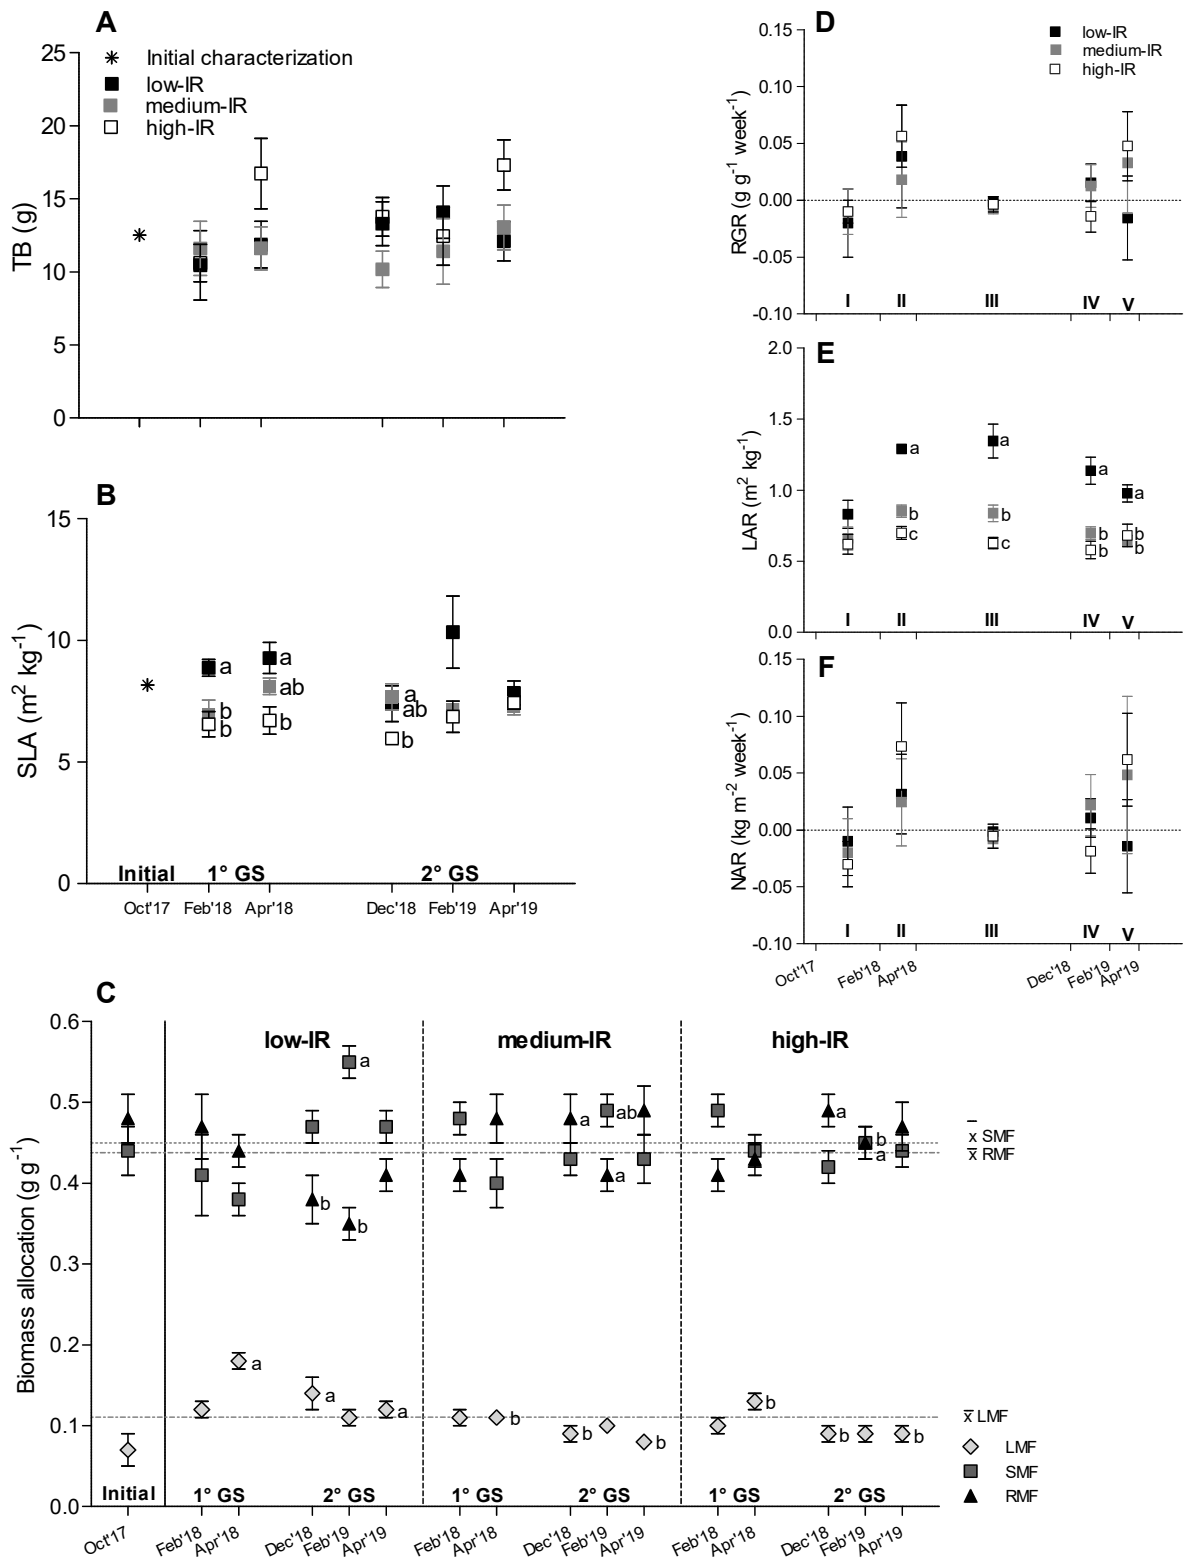 A
25
20
15
10
5
0
TB (g)
Initial characterization
low-IR
medium-IR
high-IR
B
15
10
5
0
SLA (m² kg⁻¹)
a
b
b
a
ab
b
a
ab
b
Initial
1° GS
2° GS
Oct'17
Feb'18
Apr'18
Dec'18
Feb'19
Apr'19
D
0.15
0.10
0.05
0.00
-0.05
-0.10
RGR (g g⁻¹ week⁻¹)
low-IR
medium-IR
high-IR
I
II
III
IV
V
E
2.0
1.5
1.0
0.5
0.0
LAR (m² kg⁻¹)
a
b
c
a
b
c
a
b
b
a
b
b
I
II
III
IV
V
F
0.15
0.10
0.05
0.00
-0.05
-0.10
NAR (kg m⁻² week⁻¹)
I
II
III
IV
V
Oct'17
Feb'18
Apr'18
Dec'18
Feb'19
Apr'19
C
0.6
0.5
0.4
0.3
0.2
0.1
0.0
Biomass allocation (g g⁻¹)
low-IR
medium-IR
high-IR
a
b
b
a
a
a
a
ab
a
b
b
b
a
b
a
b
b
b
x̅ SMF
x̅ RMF
x̅ LMF
LMF
SMF
RMF
Initial
1° GS
2° GS
1° GS
2° GS
1° GS
2° GS
Oct'17
Feb'18
Apr'18
Dec'18
Feb'19
Apr'19
Feb'18
Apr'18
Dec'18
Feb'19
Apr'19
Feb'18
Apr'18
Dec'18
Feb'19
Apr'19